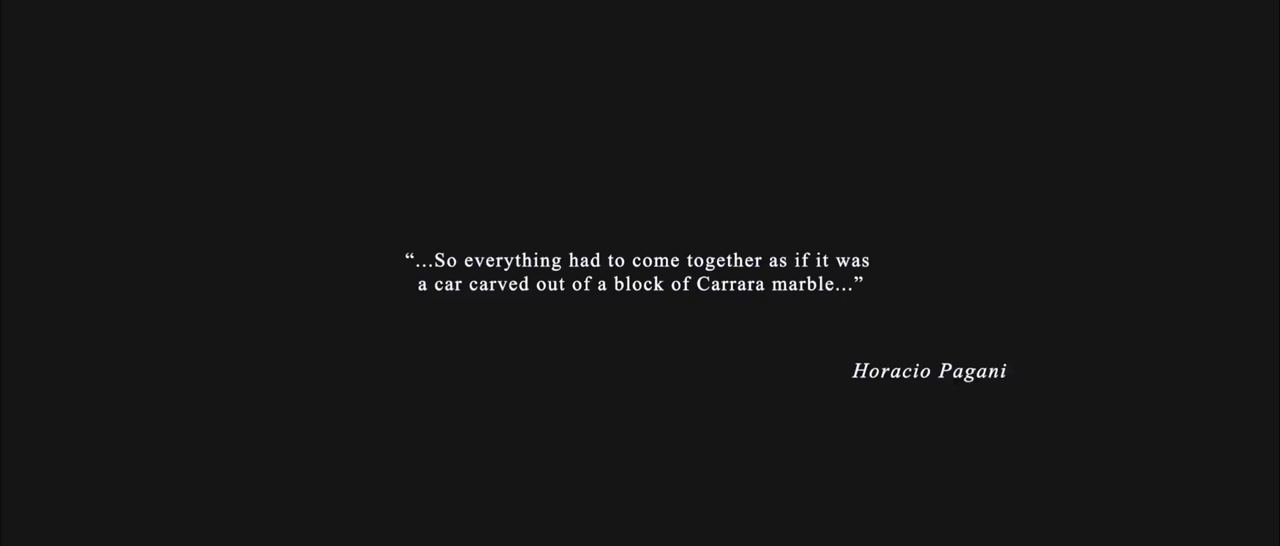 “...So everything had to come together as if it was
a car carved out of a block of Carrara marble...”
Horacio Pagani